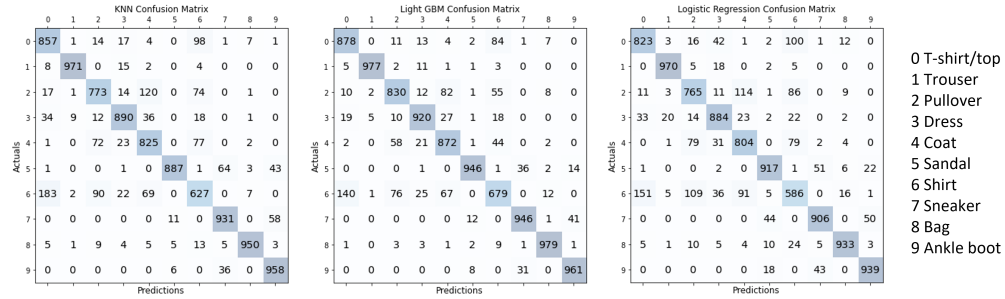 KNN Confusion Matrix
0 1 2 3 4 5 6 7 8 9
0 857 1 14 17 4 0 98 1 7 1
1 8 971 0 15 2 0 4 0 0 0
2 17 1 773 14 120 0 74 0 1 0
3 34 9 12 890 36 0 18 0 1 0
4 1 0 72 23 825 0 77 0 2 0
5 0 0 0 1 0 887 1 64 3 43
6 183 2 90 22 69 0 627 0 7 0
7 0 0 0 0 0 11 0 931 0 58
8 5 1 9 4 5 5 13 5 950 3
9 0 0 0 0 0 6 0 36 0 958
Actuals
Predictions
Light GBM Confusion Matrix
0 1 2 3 4 5 6 7 8 9
0 878 0 11 13 4 2 84 1 7 0
1 5 977 2 11 1 1 3 0 0 0
2 10 2 830 12 82 1 55 0 8 0
3 19 5 10 920 27 1 18 0 0 0
4 2 0 58 21 872 1 44 0 2 0
5 0 0 0 1 0 946 1 36 2 14
6 140 1 76 25 67 0 679 0 12 0
7 0 0 0 0 0 12 0 946 1 41
8 1 0 3 3 1 2 9 1 979 1
9 0 0 0 0 0 8 0 31 0 961
Actuals
Predictions
Logistic Regression Confusion Matrix
0 1 2 3 4 5 6 7 8 9
0 823 3 16 42 1 2 100 1 12 0
1 0 970 5 18 0 2 5 0 0 0
2 11 3 765 11 114 1 86 0 9 0
3 33 20 14 884 23 2 22 0 2 0
4 0 1 79 31 804 0 79 2 4 0
5 0 0 0 2 0 917 1 51 6 22
6 151 5 109 36 91 5 586 0 16 1
7 0 0 0 0 0 44 0 906 0 50
8 5 1 10 5 4 10 24 5 933 3
9 0 0 0 0 0 18 0 43 0 939
Actuals
Predictions
0 T-shirt/top
1 Trouser
2 Pullover
3 Dress
4 Coat
5 Sandal
6 Shirt
7 Sneaker
8 Bag
9 Ankle boot